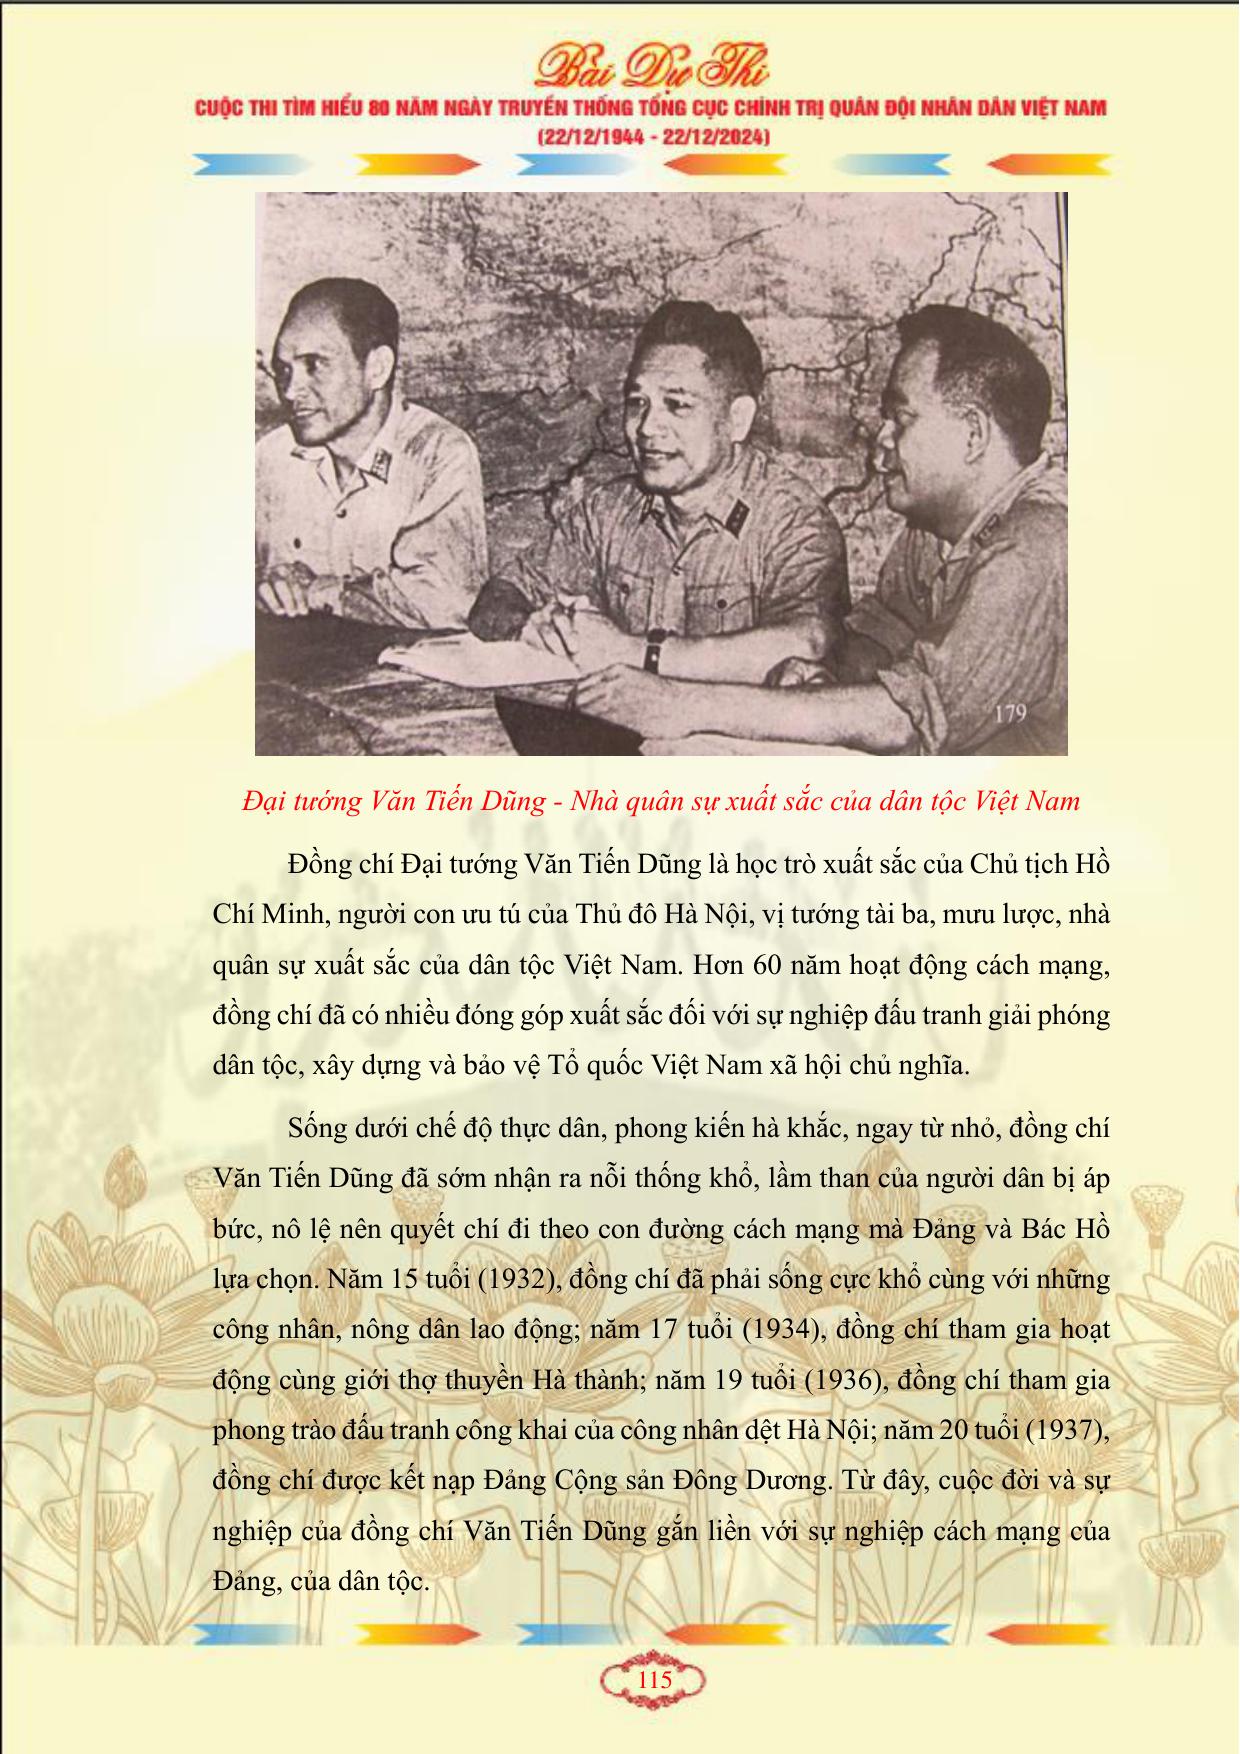 Bài Dự Thi
CUỘC THI TÌM HIỂU 80 NĂM NGÀY TRUYỀN THỐNG TỔNG CỤC CHÍNH TRỊ QUÂN ĐỘI NHÂN DÂN VIỆT NAM
(22/12/1944 - 22/12/2024)
179
Đại tướng Văn Tiến Dũng - Nhà quân sự xuất sắc của dân tộc Việt Nam
Đồng chí Đại tướng Văn Tiến Dũng là học trò xuất sắc của Chủ tịch Hồ
Chí Minh, người con ưu tú của Thủ đô Hà Nội, vị tướng tài ba, mưu lược, nhà
quân sự xuất sắc của dân tộc Việt Nam. Hơn 60 năm hoạt động cách mạng,
đồng chí đã có nhiều đóng góp xuất sắc đối với sự nghiệp đấu tranh giải phóng
dân tộc, xây dựng và bảo vệ Tổ quốc Việt Nam xã hội chủ nghĩa.
Sống dưới chế độ thực dân, phong kiến hà khắc, ngay từ nhỏ, đồng chí
Văn Tiến Dũng đã sớm nhận ra nỗi thống khổ, lầm than của người dân bị áp
bức, nô lệ nên quyết chí đi theo con đường cách mạng mà Đảng và Bác Hồ
lựa chọn. Năm 15 tuổi (1932), đồng chí đã phải sống cực khổ cùng với những
công nhân, nông dân lao động; năm 17 tuổi (1934), đồng chí tham gia hoạt
động cùng giới thợ thuyền Hà thành; năm 19 tuổi (1936), đồng chí tham gia
phong trào đấu tranh công khai của công nhân dệt Hà Nội; năm 20 tuổi (1937),
đồng chí được kết nạp Đảng Cộng sản Đông Dương. Từ đây, cuộc đời và sự
nghiệp của đồng chí Văn Tiến Dũng gắn liền với sự nghiệp cách mạng của
Đảng, của dân tộc.
115